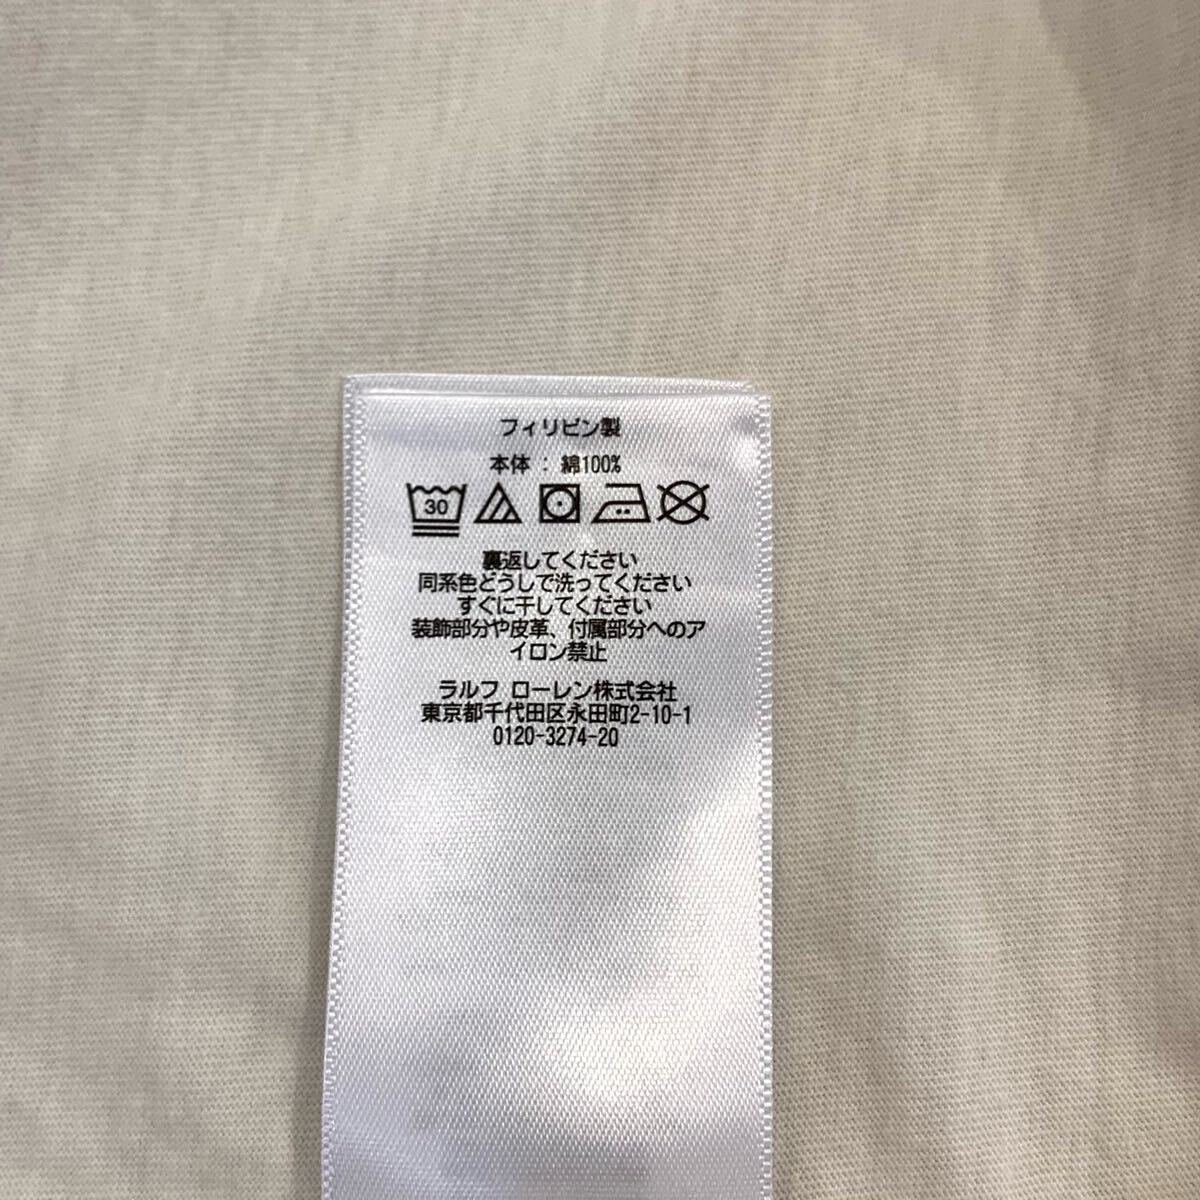 フィリピン製
本体 : 綿100%
30
裏返してください
同系色どうしで洗ってください
すぐに干してください
装飾部分や皮革、付属部分へのア
イロン禁止
ラルフ ローレン株式会社
東京都千代田区永田町2-10-1
0120-3274-20